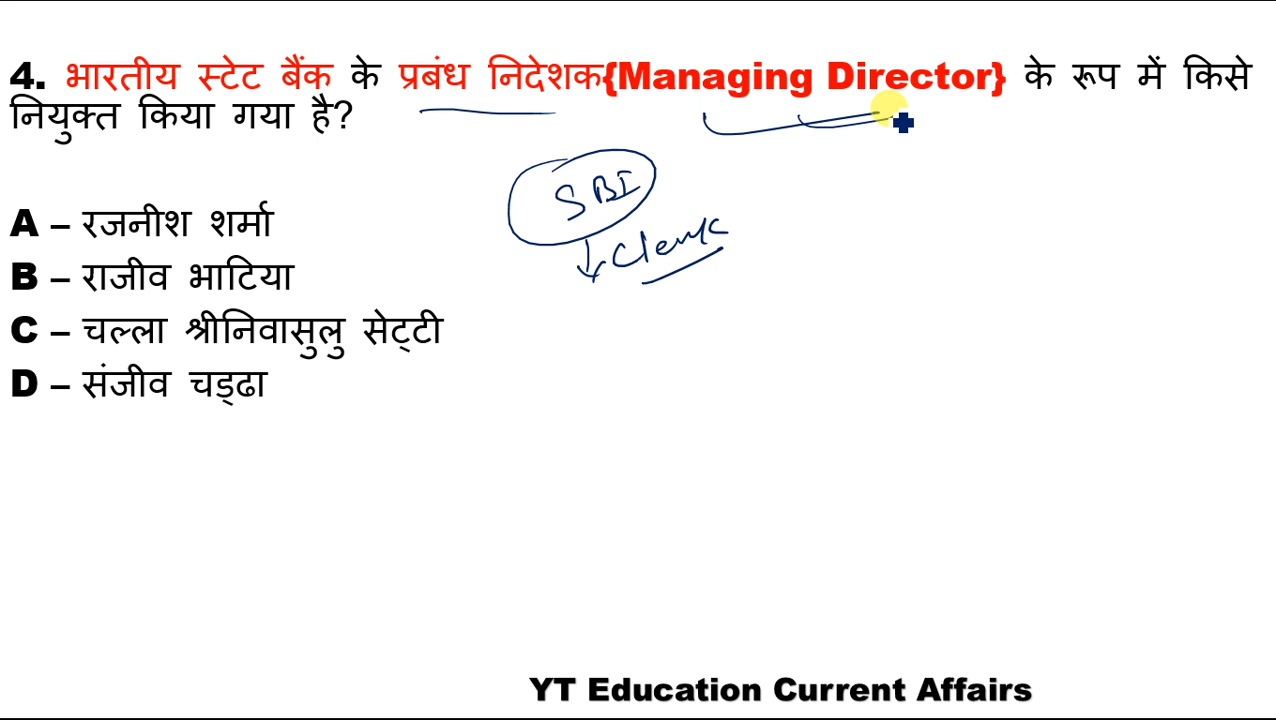 4. भारतीय स्टेट बैंक के प्रबंध निदेशक{Managing Director} के रूप में किसे
नियुक्त किया गया है?
SBI
Clerk
A – रजनीश शर्मा
B – राजीव भाटिया
C – चल्ला श्रीनिवासुलु सेट्टी
D – संजीव चड्ढा
YT Education Current Affairs